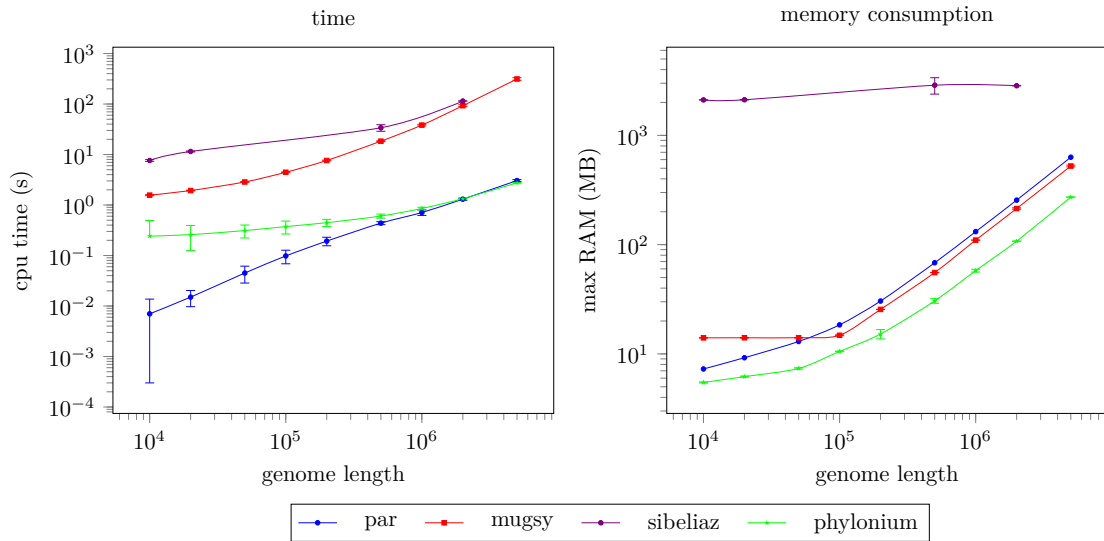 time
memory consumption
10^3
10^2
10^1
10^0
10^−1
10^−2
10^−3
10^−4
cpu time (s)
10^4
10^5
10^6
genome length
10^3
10^2
10^1
max RAM (MB)
10^4
10^5
10^6
genome length
par mugsy sibeliaz phylonium